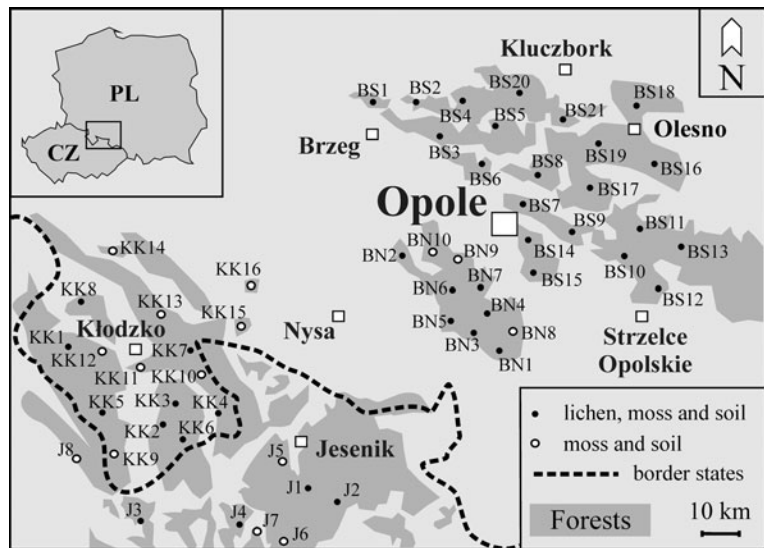 PL
CZ
N
Kluczbork
BS1
BS2
BS20
BS18
BS4
BS5
BS21
Olesno
Brzeg
BS3
BS19
BS6
BS8
BS16
BS17
Opole
BS7
BS9
BS11
KK14
BN10
BN9
BS14
BS13
BN2
BS10
KK16
BN7
BS15
KK8
KK13
BN6
BS12
KK15
BN4
KK1
Kłodzko
Nysa
BN5
BN8
Strzelce
Opolskie
KK12
KK7
BN3
KK11
BN1
KK10
KK5
KK3
KK4
lichen, moss and soil
KK2
KK6
moss and soil
J8
KK9
J5
Jesenik
border states
J1
J2
Forests
10 km
J3
J4
J7
J6